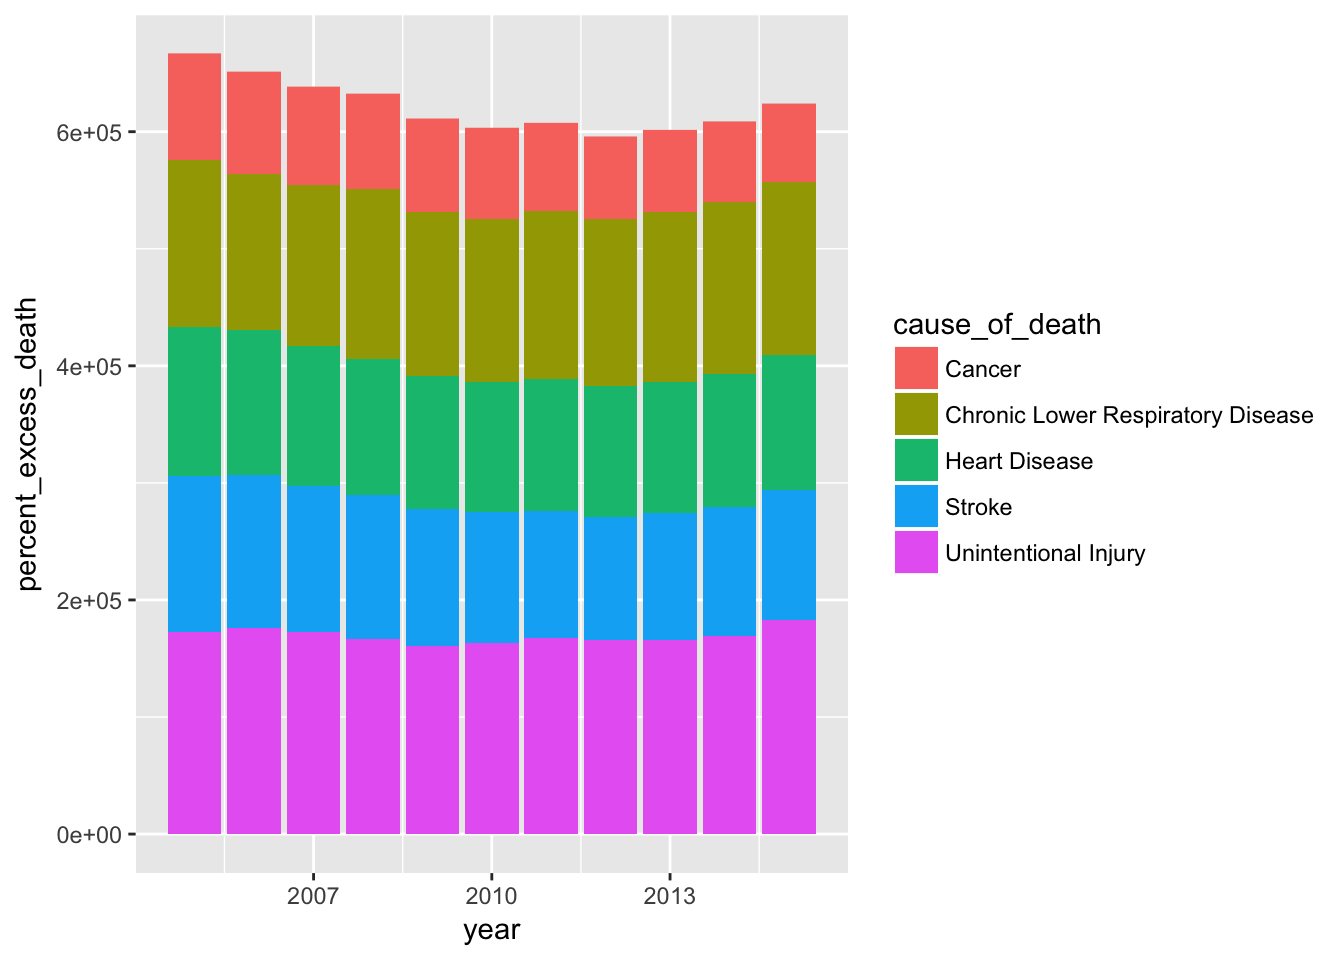 percent_excess_death
6e+05
4e+05
2e+05
0e+00
2007 2010 2013
year
cause_of_death
Cancer
Chronic Lower Respiratory Disease
Heart Disease
Stroke
Unintentional Injury